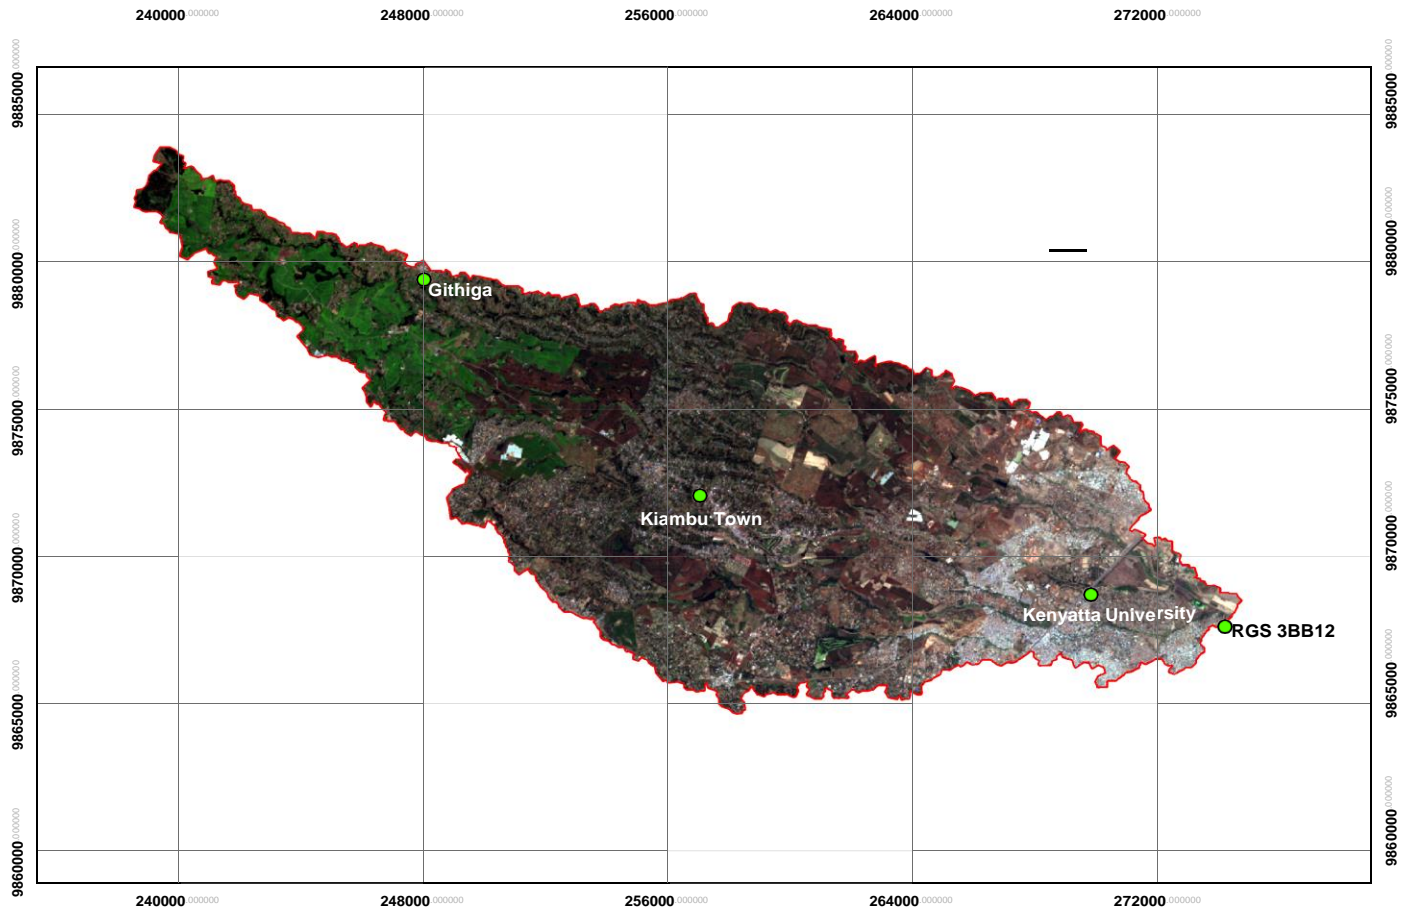 240000.000000 248000.000000 256000.000000 264000.000000 272000.000000
9885000.000000 9885000.000000
9880000.000000 9880000.000000
Githiga
9875000.000000 9875000.000000
Kiambu Town
9870000.000000 9870000.000000
Kenyatta University
RGS 3BB12
9865000.000000 9865000.000000
9860000.000000 9860000.000000
240000.000000 248000.000000 256000.000000 264000.000000 272000.000000